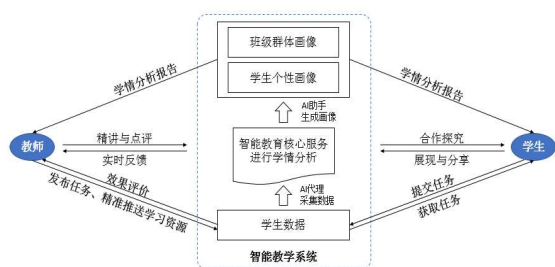 班级群体画像
学生个性画像
学情分析报告
学情分析报告
AI助手
生成画像
教师
精讲与点评
实时反馈
智能教育核心服务
进行学情分析
合作探究
展现与分享
学生
效果评价
发布任务、精准推送学习资源
AI代理
采集数据
提交任务
获取任务
学生数据
智能教学系统